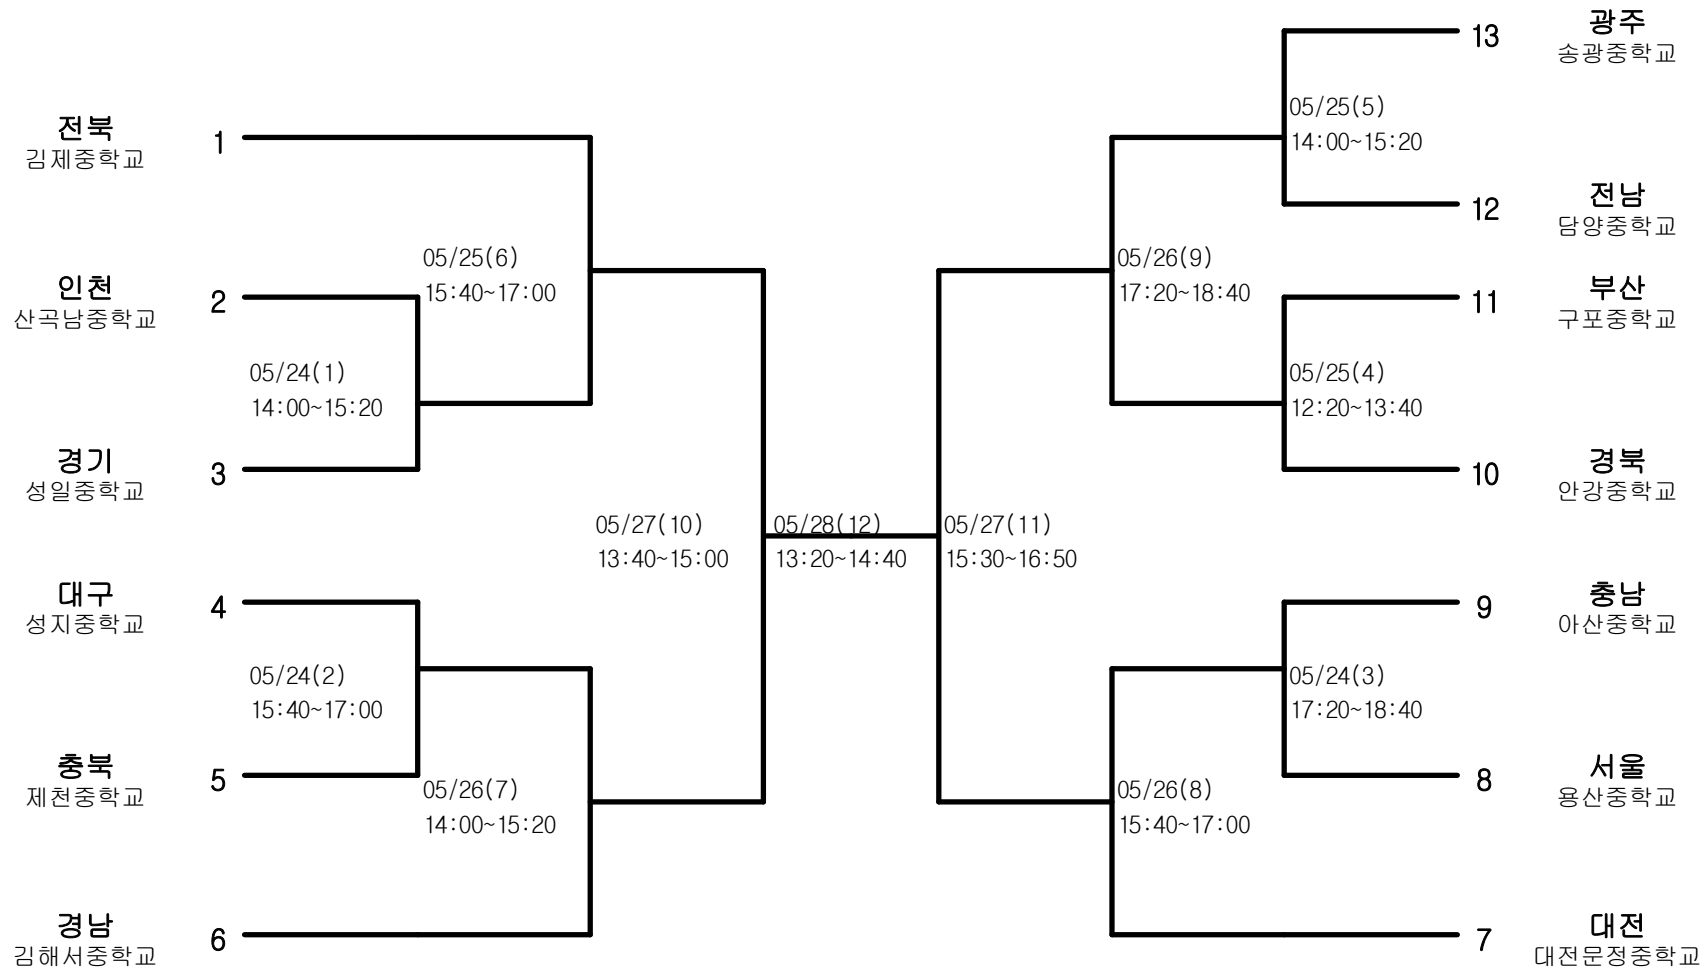 전북
김제중학교
1
인천
산곡남중학교
2
경기
성일중학교
3
대구
성지중학교
4
충북
제천중학교
5
경남
김해서중학교
6
05/24(1)
14:00~15:20
05/24(2)
15:40~17:00
05/25(6)
15:40~17:00
05/26(7)
14:00~15:20
05/27(10)
13:40~15:00
05/28(12)
13:20~14:40
05/27(11)
15:30~16:50
05/26(9)
17:20~18:40
05/26(8)
15:40~17:00
05/25(5)
14:00~15:20
05/25(4)
12:20~13:40
05/24(3)
17:20~18:40
13
광주
송광중학교
12
전남
담양중학교
11
부산
구포중학교
10
경북
안강중학교
9
충남
아산중학교
8
서울
용산중학교
7
대전
대전문정중학교